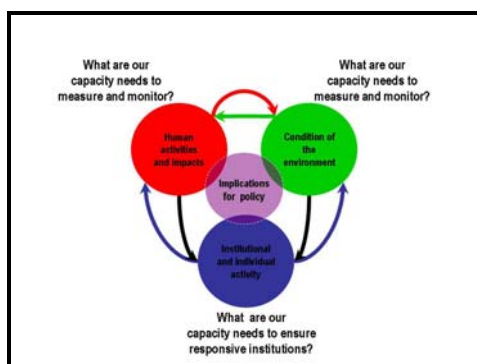 What are our
capacity needs to
measure and monitor?
What are our
capacity needs to
measure and monitor?
Human
activities
and impacts
Condition of
the
environment
Implications
for policy
Institutional
and individual
activity
What are our
capacity needs to ensure
responsive institutions?